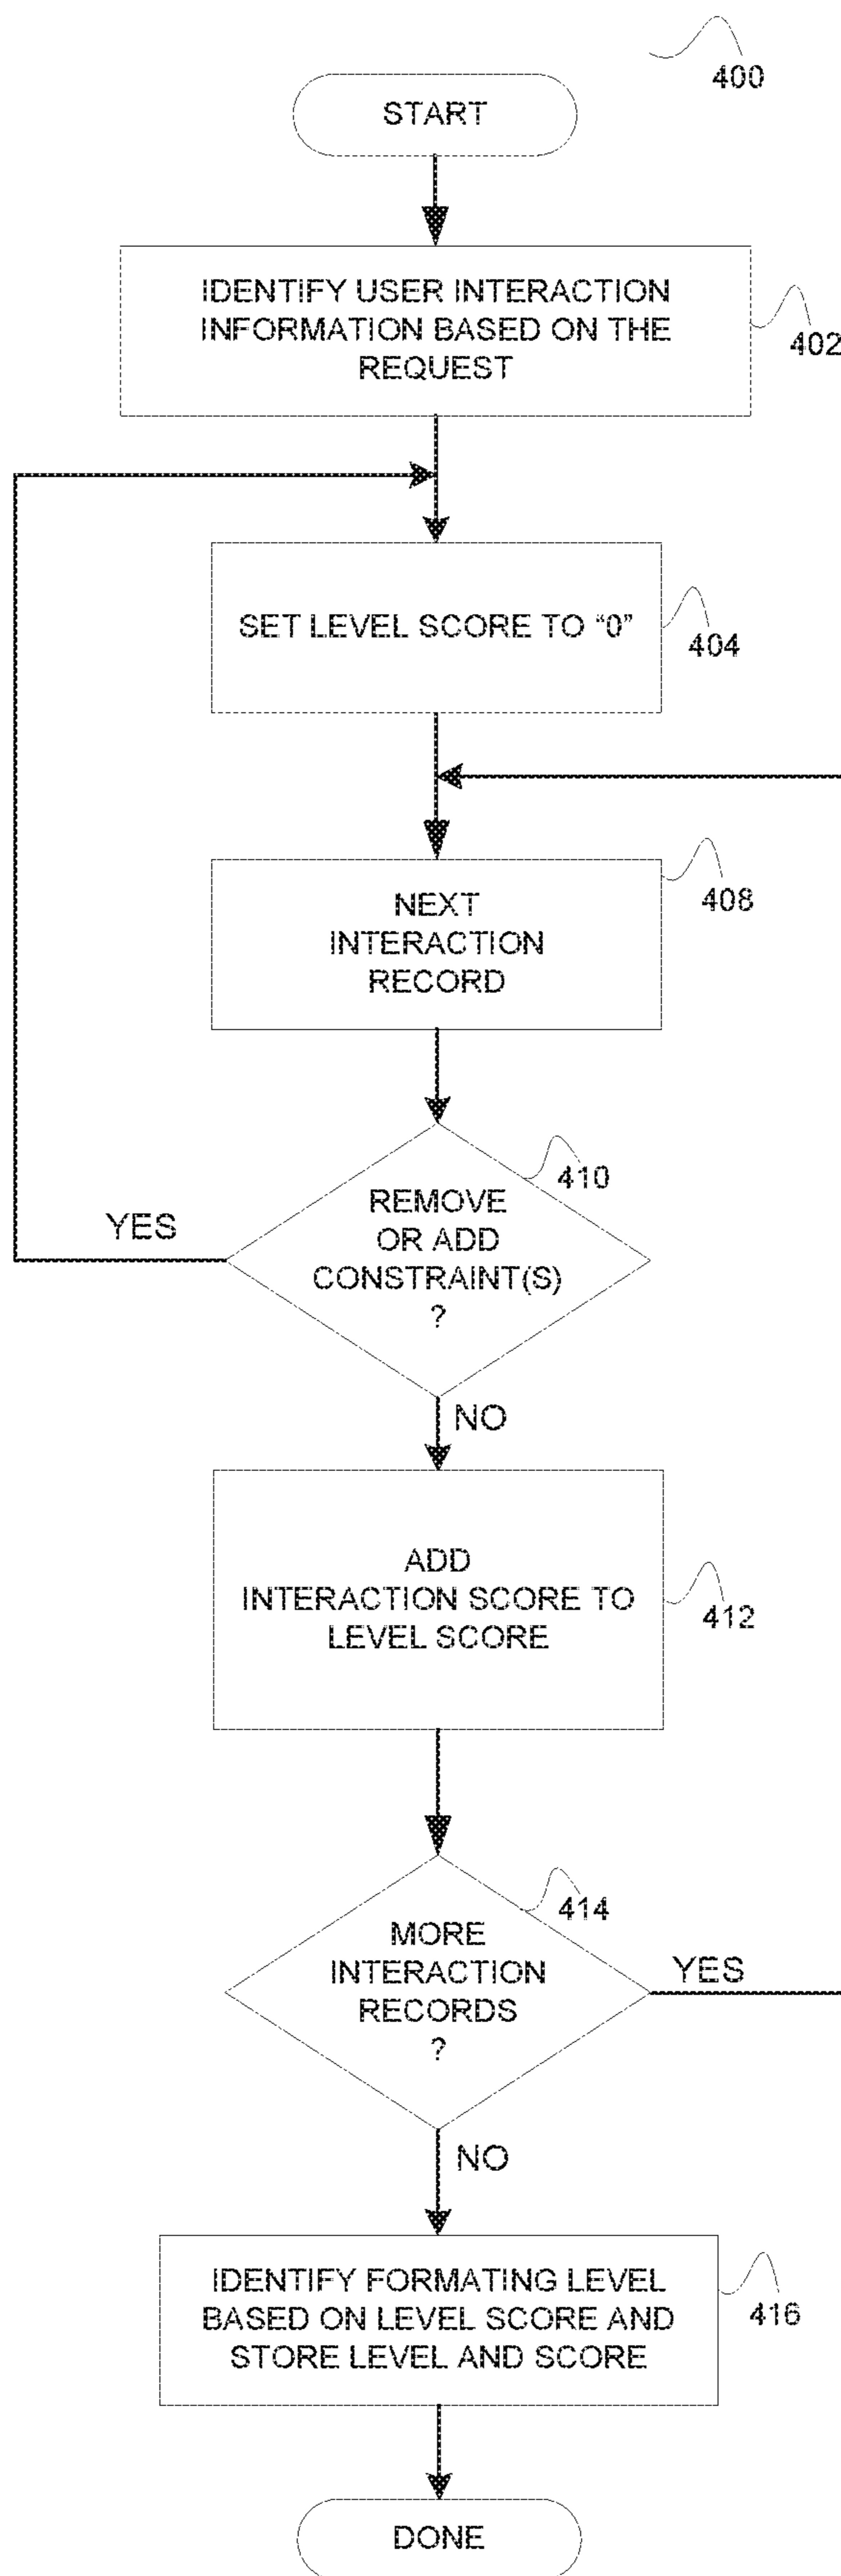 400
START
IDENTIFY USER INTERACTION
INFORMATION BASED ON THE
REQUEST
402
SET LEVEL SCORE TO “0”
404
NEXT
INTERACTION
RECORD
408
REMOVE
OR ADD
CONSTRAINT(S)
?
410
YES
NO
ADD
INTERACTION SCORE TO
LEVEL SCORE
412
MORE
INTERACTION
RECORDS
?
414
YES
NO
IDENTIFY FORMATING LEVEL
BASED ON LEVEL SCORE AND
STORE LEVEL AND SCORE
416
DONE